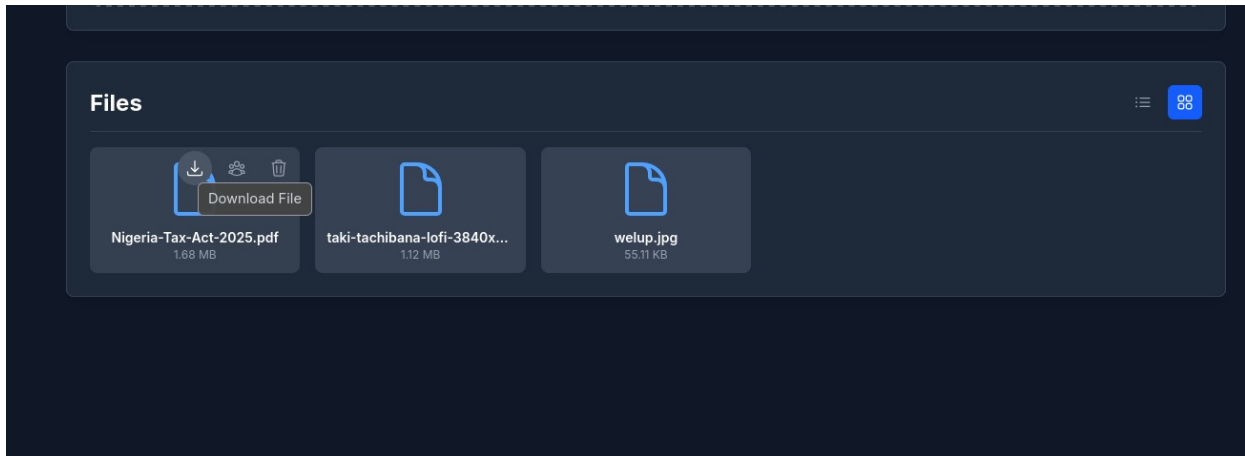 Files
Download File
Nigeria-Tax-Act-2025.pdf
1.68 MB
taki-tachibana-lofi-3840x...
1.12 MB
welup.jpg
55.11 KB